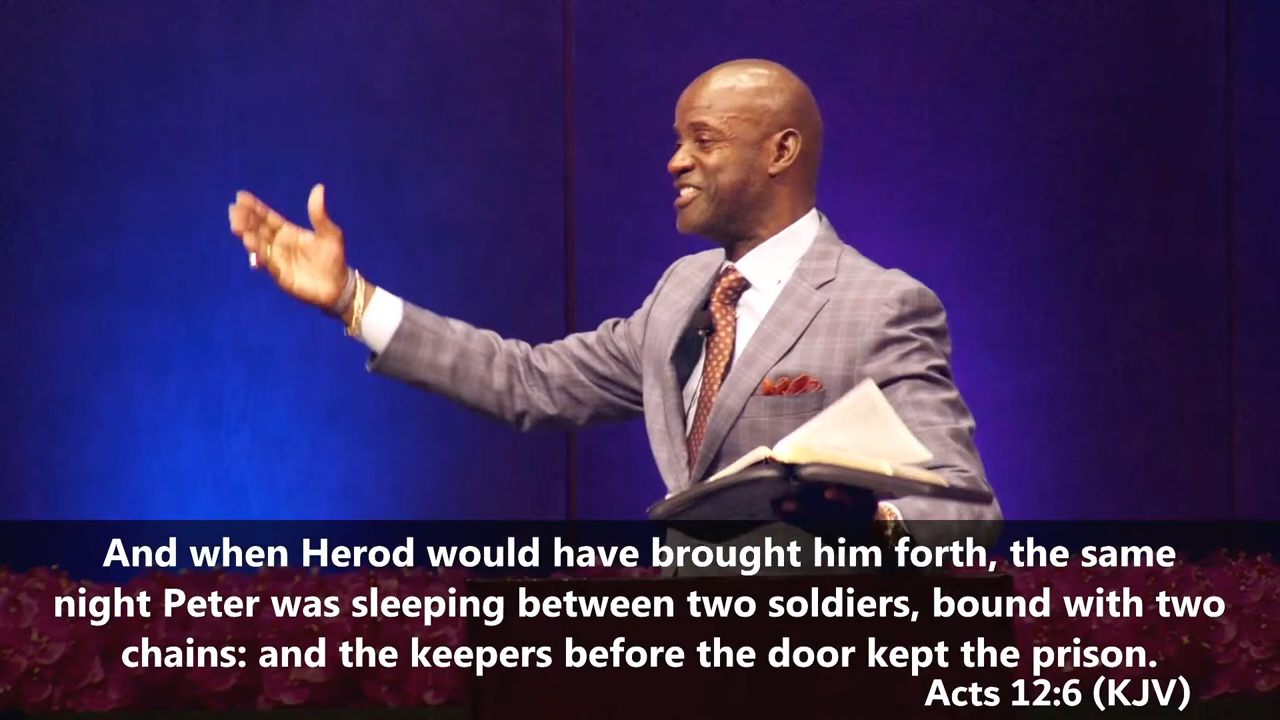 And when Herod would have brought him forth, the same
night Peter was sleeping between two soldiers, bound with two
chains: and the keepers before the door kept the prison.
Acts 12:6 (KJV)